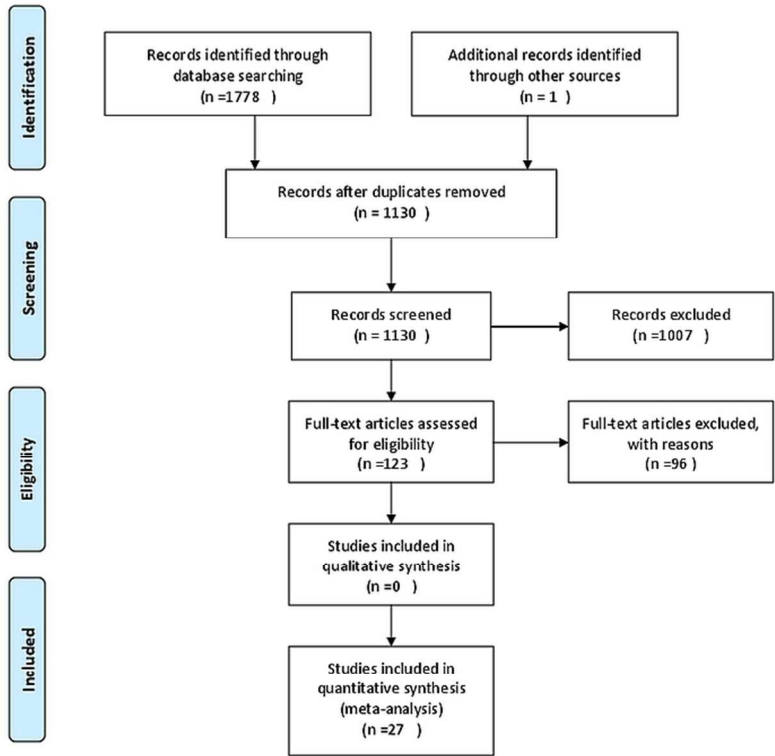 Identification
Records identified through
database searching
(n =1778   )
Additional records identified
through other sources
(n = 1   )
Records after duplicates removed
(n = 1130   )
Screening
Records screened
(n = 1130   )
Records excluded
(n =1007   )
Eligibility
Full-text articles assessed
for eligibility
(n =123   )
Full-text articles excluded,
with reasons
(n =96   )
Studies included in
qualitative synthesis
(n =0   )
Included
Studies included in
quantitative synthesis
(meta-analysis)
(n =27   )